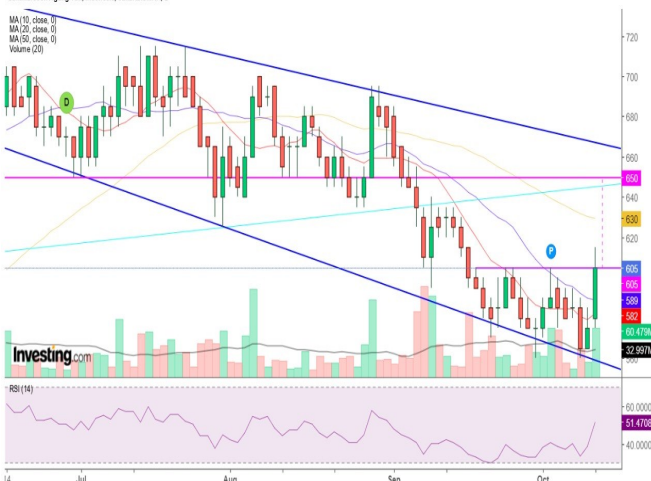 MA (10, close, 0)
MA (20, close, 0)
MA (50, close, 0)
Volume (20)
D
P
720
700
680
660
650
640
630
620
605
605
589
582
60.479M
32.997M
Investing.com
RSI (14)
60.0000
51.4708
40.0000
Jul
Aug
Sep
Oct